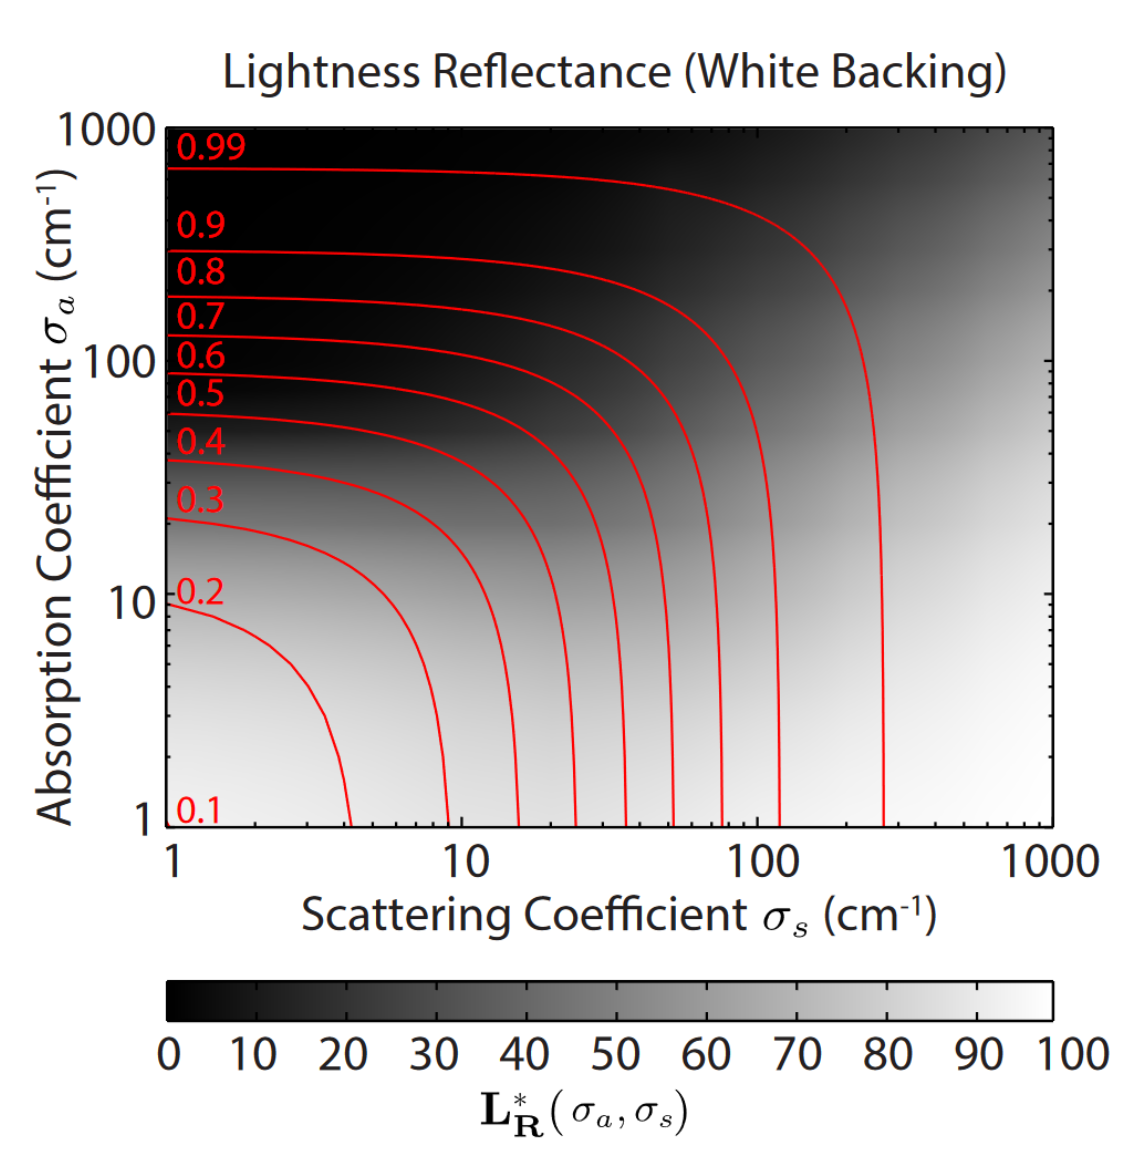 Lightness Reflectance (White Backing)
Absorption Coefficient σₐ (cm⁻¹)
1000
100
10
1
0.99
0.9
0.8
0.7
0.6
0.5
0.4
0.3
0.2
0.1
1 10 100 1000
Scattering Coefficient σₛ (cm⁻¹)
0 10 20 30 40 50 60 70 80 90 100
L*R(σₐ, σₛ)